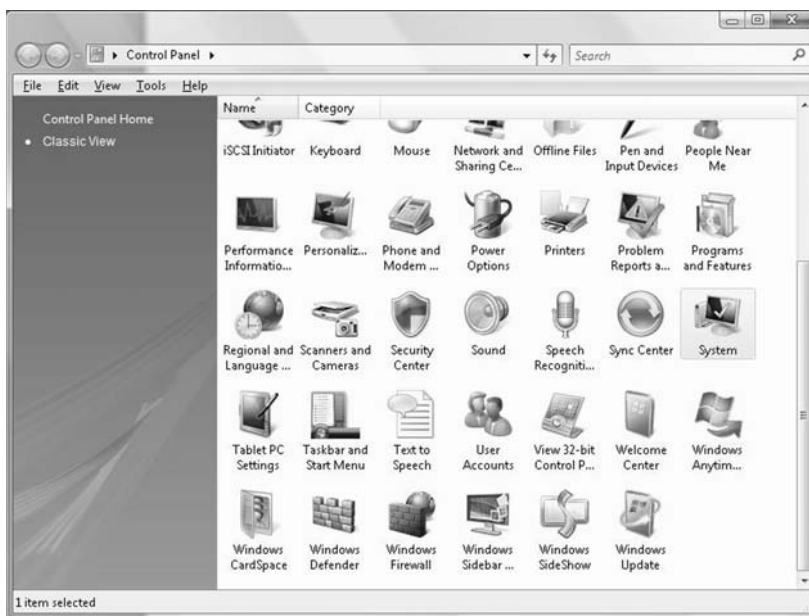 Control Panel
Search
File Edit View Tools Help
Control Panel Home
Classic View
Name Category
iSCSI Initiator
Keyboard
Mouse
Network and
Sharing Ce...
Offline Files
Pen and
Input Devices
People Near
Me
Performance
Informatio...
Personaliz...
Phone and
Modem ...
Power
Options
Printers
Problem
Reports a...
Programs
and Features
Regional and
Language ...
Scanners and
Cameras
Security
Center
Sound
Speech
Recogniti...
Sync Center
System
Tablet PC
Settings
Taskbar and
Start Menu
Text to
Speech
User
Accounts
View 32-bit
Control P...
Welcome
Center
Windows
Anytim...
Windows
CardSpace
Windows
Defender
Windows
Firewall
Windows
Sidebar ...
Windows
SideShow
Windows
Update
1 item selected